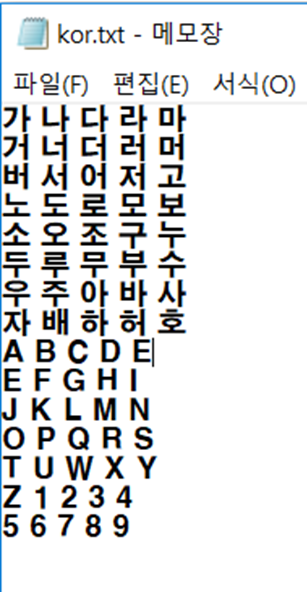 kor.txt - 메모장
파일(F) 편집(E) 서식(O)
가 나 다 라 마
거 너 더 러 머
버 서 어 저 고
노 도 로 모 보
소 오 조 구 누
두 루 무 부 수
우 주 아 바 사
자 배 하 허 호
A B C D E
E F G H I
J K L M N
O P Q R S
T U W X Y
Z 1 2 3 4
5 6 7 8 9